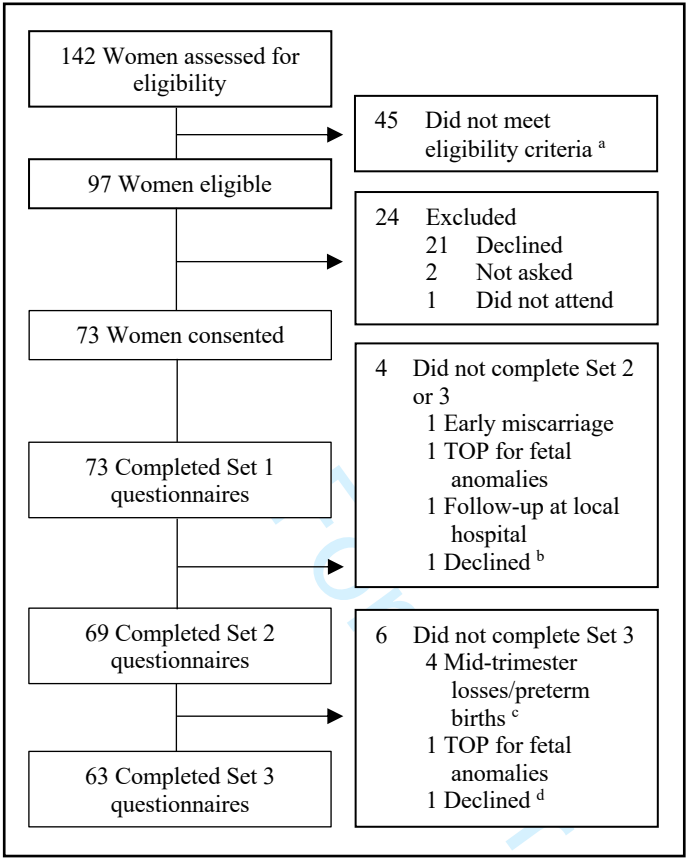 142 Women assessed for
eligibility
45 Did not meet
eligibility criteria a
97 Women eligible
24 Excluded
21 Declined
2 Not asked
1 Did not attend
73 Women consented
4 Did not complete Set 2
or 3
1 Early miscarriage
1 TOP for fetal
anomalies
1 Follow-up at local
hospital
1 Declined b
73 Completed Set 1
questionnaires
69 Completed Set 2
questionnaires
6 Did not complete Set 3
4 Mid-trimester
losses/preterm
births c
1 TOP for fetal
anomalies
1 Declined d
63 Completed Set 3
questionnaires